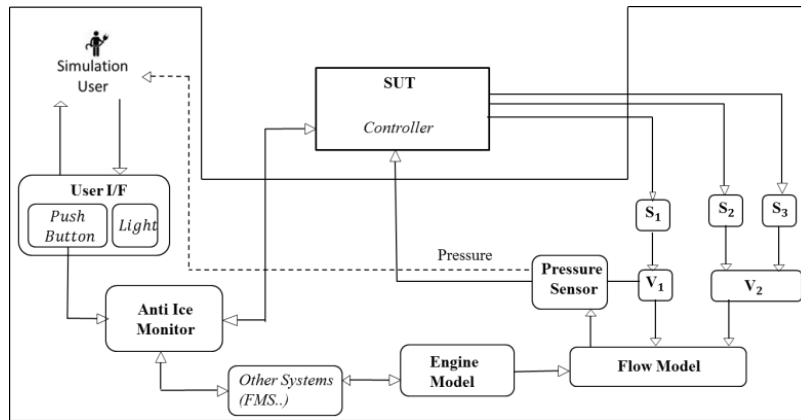 Simulation
User
SUT
Controller
User I/F
Push
Button
Light
S₁
S₂
S₃
Pressure
Pressure
Sensor
V₁
V₂
Anti Ice
Monitor
Other Systems
(FMS..)
Engine
Model
Flow Model